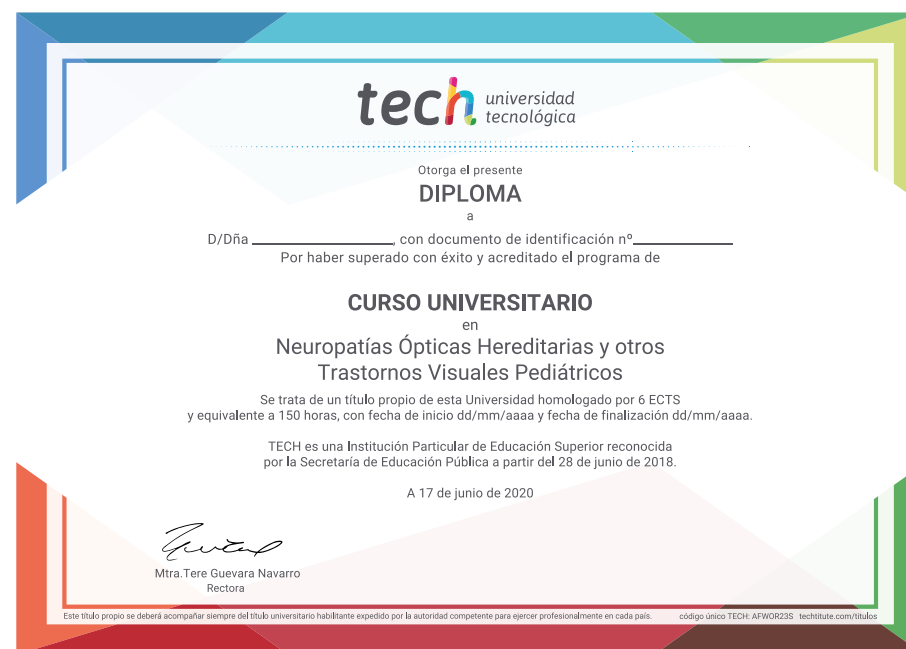 tech universidad
tecnológica
Otorga el presente
DIPLOMA
a
D/Dña ____________________, con documento de identificación nº______________
Por haber superado con éxito y acreditado el programa de
CURSO UNIVERSITARIO
en
Neuropatías Ópticas Hereditarias y otros
Trastornos Visuales Pediátricos
Se trata de un título propio de esta Universidad homologado por 6 ECTS
y equivalente a 150 horas, con fecha de inicio dd/mm/aaaa y fecha de finalización dd/mm/aaaa.
TECH es una Institución Particular de Educación Superior reconocida
por la Secretaría de Educación Pública a partir del 28 de junio de 2018.
A 17 de junio de 2020
Mtra.Tere Guevara Navarro
Rectora
Este título propio se deberá acompañar siempre del título universitario habilitante expedido por la autoridad competente para ejercer profesionalmente en cada país. código único TECH: AFWOR23S techtitute.com/titulos